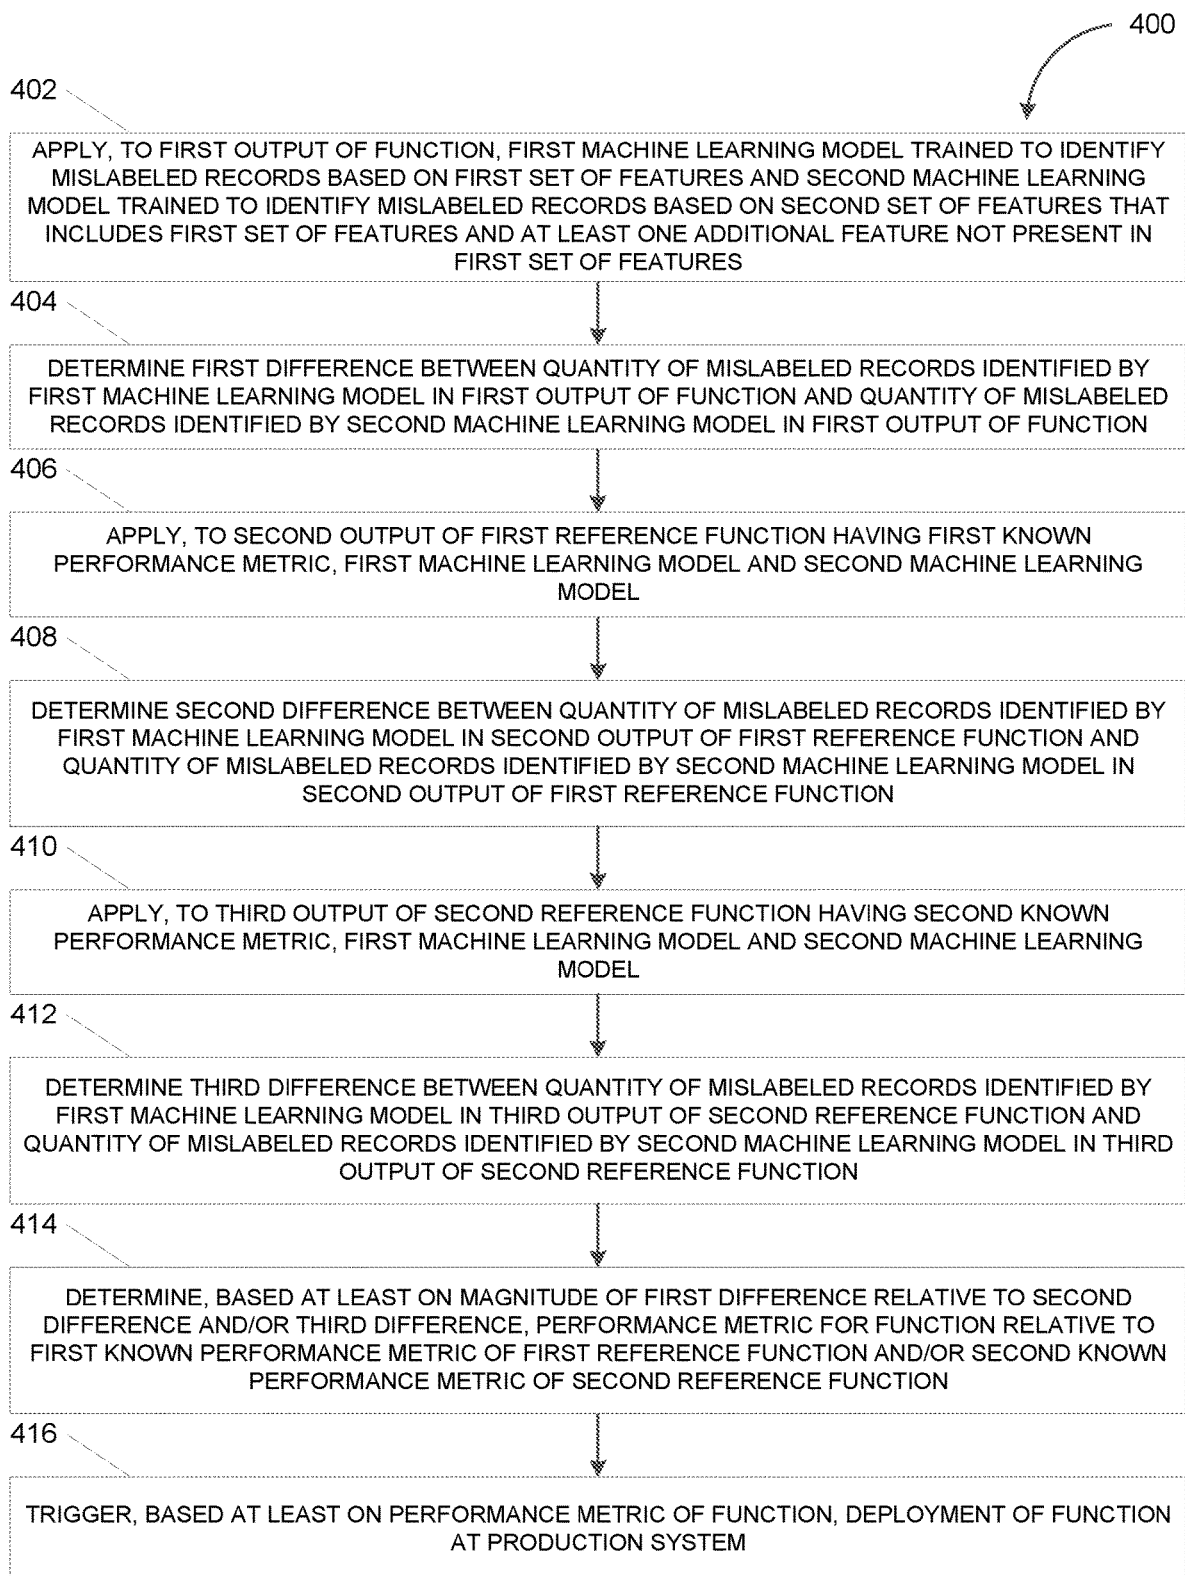 400
402
APPLY, TO FIRST OUTPUT OF FUNCTION, FIRST MACHINE LEARNING MODEL TRAINED TO IDENTIFY
MISLABELED RECORDS BASED ON FIRST SET OF FEATURES AND SECOND MACHINE LEARNING
MODEL TRAINED TO IDENTIFY MISLABELED RECORDS BASED ON SECOND SET OF FEATURES THAT
INCLUDES FIRST SET OF FEATURES AND AT LEAST ONE ADDITIONAL FEATURE NOT PRESENT IN
FIRST SET OF FEATURES
404
DETERMINE FIRST DIFFERENCE BETWEEN QUANTITY OF MISLABELED RECORDS IDENTIFIED BY
FIRST MACHINE LEARNING MODEL IN FIRST OUTPUT OF FUNCTION AND QUANTITY OF MISLABELED
RECORDS IDENTIFIED BY SECOND MACHINE LEARNING MODEL IN FIRST OUTPUT OF FUNCTION
406
APPLY, TO SECOND OUTPUT OF FIRST REFERENCE FUNCTION HAVING FIRST KNOWN
PERFORMANCE METRIC, FIRST MACHINE LEARNING MODEL AND SECOND MACHINE LEARNING
MODEL
408
DETERMINE SECOND DIFFERENCE BETWEEN QUANTITY OF MISLABELED RECORDS IDENTIFIED BY
FIRST MACHINE LEARNING MODEL IN SECOND OUTPUT OF FIRST REFERENCE FUNCTION AND
QUANTITY OF MISLABELED RECORDS IDENTIFIED BY SECOND MACHINE LEARNING MODEL IN
SECOND OUTPUT OF FIRST REFERENCE FUNCTION
410
APPLY, TO THIRD OUTPUT OF SECOND REFERENCE FUNCTION HAVING SECOND KNOWN
PERFORMANCE METRIC, FIRST MACHINE LEARNING MODEL AND SECOND MACHINE LEARNING
MODEL
412
DETERMINE THIRD DIFFERENCE BETWEEN QUANTITY OF MISLABELED RECORDS IDENTIFIED BY
FIRST MACHINE LEARNING MODEL IN THIRD OUTPUT OF SECOND REFERENCE FUNCTION AND
QUANTITY OF MISLABELED RECORDS IDENTIFIED BY SECOND MACHINE LEARNING MODEL IN THIRD
OUTPUT OF SECOND REFERENCE FUNCTION
414
DETERMINE, BASED AT LEAST ON MAGNITUDE OF FIRST DIFFERENCE RELATIVE TO SECOND
DIFFERENCE AND/OR THIRD DIFFERENCE, PERFORMANCE METRIC FOR FUNCTION RELATIVE TO
FIRST KNOWN PERFORMANCE METRIC OF FIRST REFERENCE FUNCTION AND/OR SECOND KNOWN
PERFORMANCE METRIC OF SECOND REFERENCE FUNCTION
416
TRIGGER, BASED AT LEAST ON PERFORMANCE METRIC OF FUNCTION, DEPLOYMENT OF FUNCTION
AT PRODUCTION SYSTEM